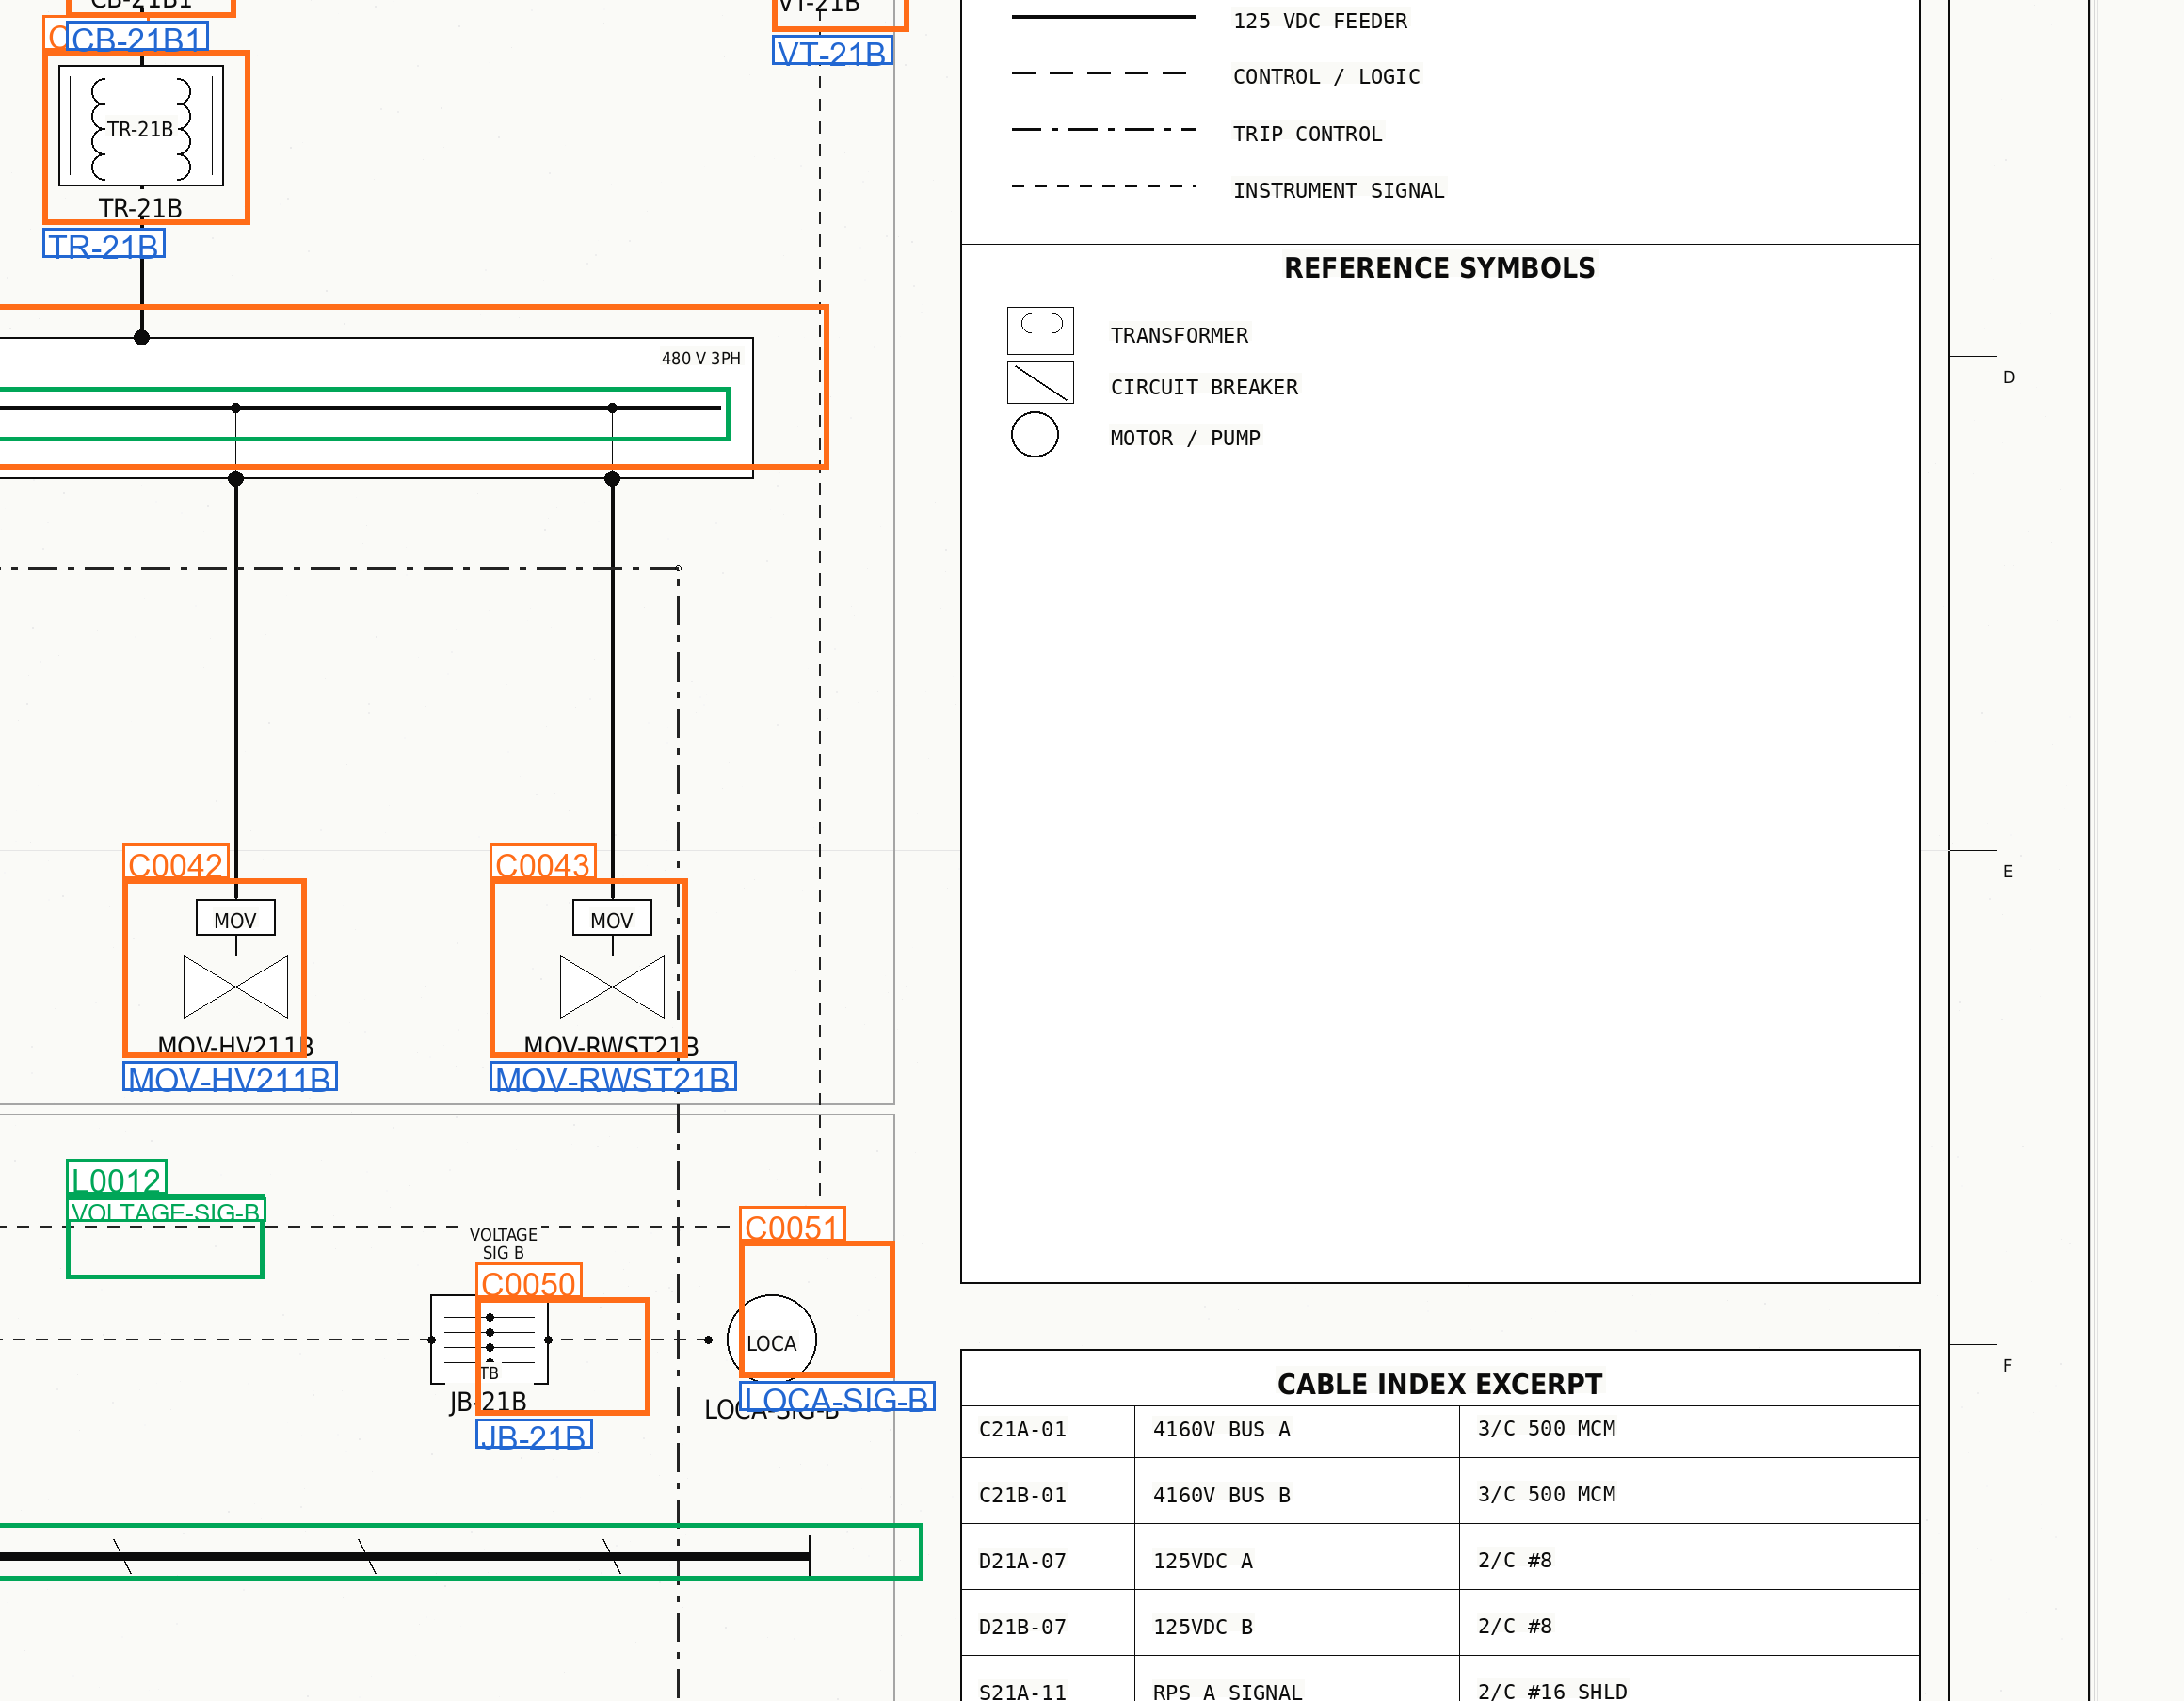 CB-21B1
C
CB-21B1
TR-21B
TR-21B
TR-21B
VT-21B
VT-21B
480 V 3PH
C0042
MOV
MOV-HV211B
MOV-HV211B
C0043
MOV
MOV-RWST21B
MOV-RWST21B
L0012
VOLTAGE-SIG-B
VOLTAGE
SIG B
C0050
TB
JB-21B
JB-21B
C0051
LOCA
LOCA-SIG-B
LOCA-SIG-B
125 VDC FEEDER
CONTROL / LOGIC
TRIP CONTROL
INSTRUMENT SIGNAL
REFERENCE SYMBOLS
TRANSFORMER
CIRCUIT BREAKER
MOTOR / PUMP
CABLE INDEX EXCERPT
C21A-01 4160V BUS A 3/C 500 MCM
C21B-01 4160V BUS B 3/C 500 MCM
D21A-07 125VDC A 2/C #8
D21B-07 125VDC B 2/C #8
S21A-11 RPS A SIGNAL 2/C #16 SHLD
D
E
F